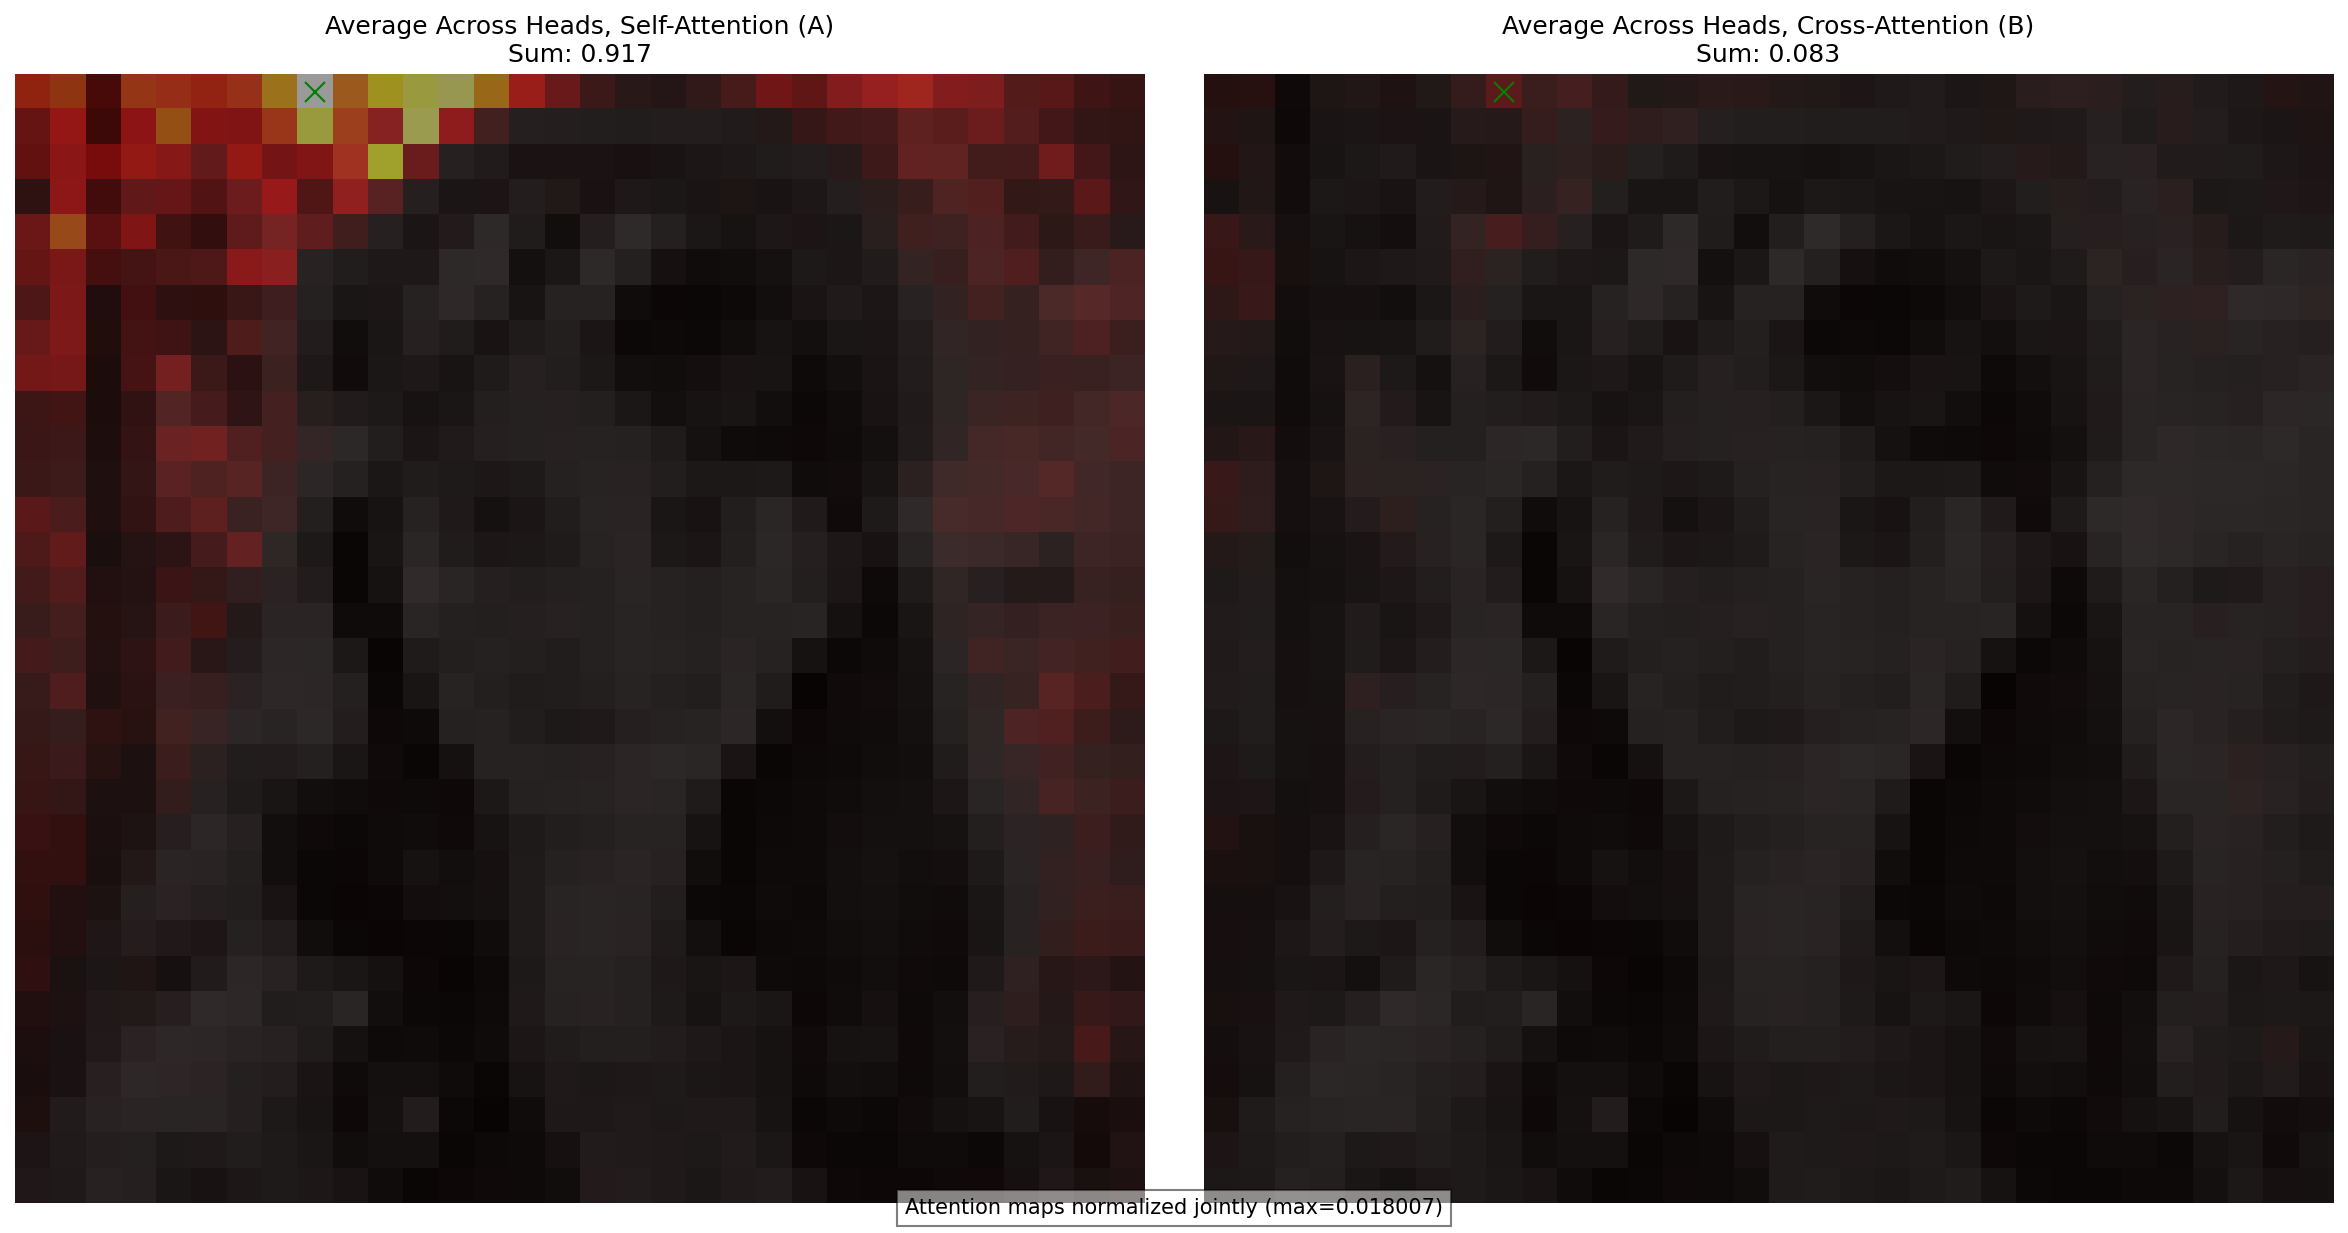 Average Across Heads, Self-Attention (A)
Sum: 0.917
Average Across Heads, Cross-Attention (B)
Sum: 0.083
Attention maps normalized jointly (max=0.018007)